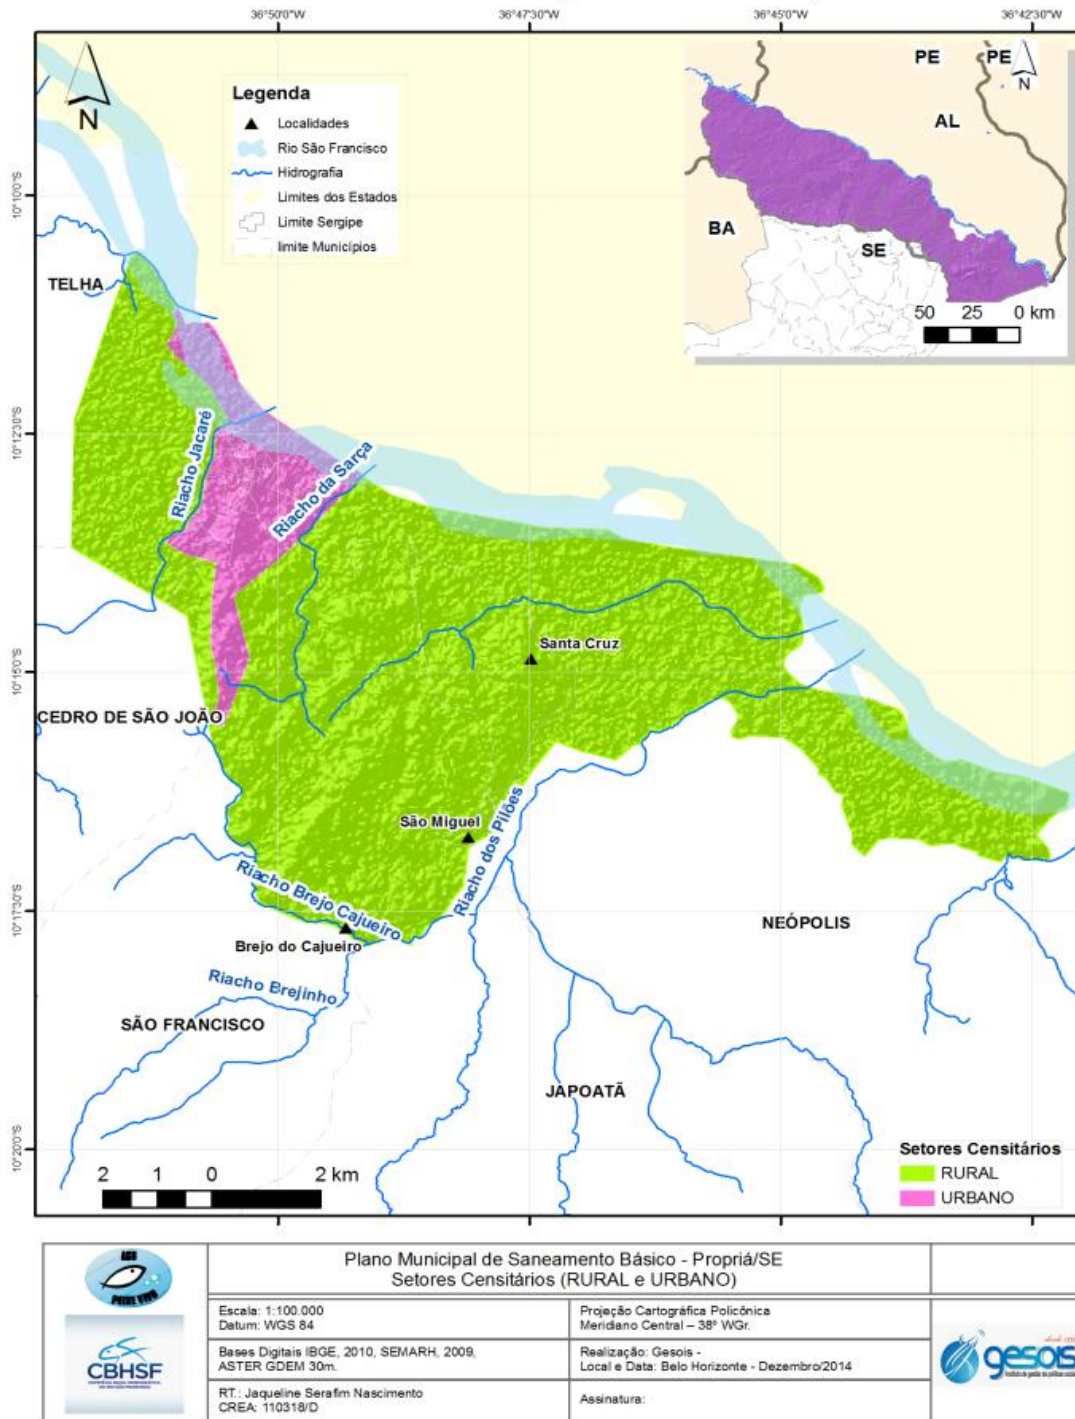 36°50'0"W
36°47'30"W
36°45'0"W
36°42'30"W
N
Legenda
Localidades
Rio São Francisco
Hidrografia
Limites dos Estados
Limite Sergipe
limite Municípios
PE
PE
N
AL
BA
SE
50 25 0 km
10°10'0"S
10°12'30"S
10°15'0"S
10°17'30"S
10°20'0"S
TELHA
Riacho Jacaré
Riacho da Sarça
Santa Cruz
CEDRO DE SÃO JOÃO
São Miguel
Riacho dos Pilões
Riacho Brejo Cajueiro
Brejo do Cajueiro
NEÓPOLIS
Riacho Brejinho
SÃO FRANCISCO
JAPOATÃ
2 1 0 2 km
Setores Censitários
RURAL
URBANO
PEIXE VIVO
CBHSF
Plano Municipal de Saneamento Básico - Propriá/SE
Setores Censitários (RURAL e URBANO)
Escala: 1:100.000
Datum: WGS 84
Projeção Cartográfica Policônica
Meridiano Central – 38º WGr.
Bases Digitais IBGE, 2010, SEMARH, 2009,
ASTER GDEM 30m.
Realização: Gesois -
Local e Data: Belo Horizonte - Dezembro/2014
RT.: Jaqueline Serafim Nascimento
CREA: 110318/D
Assinatura:
gesois